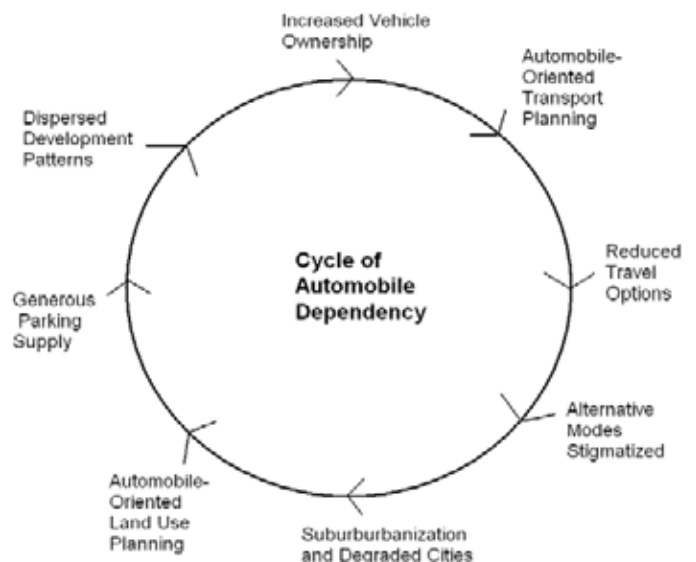 Increased Vehicle
Ownership
Automobile-
Oriented
Transport
Planning
Reduced
Travel
Options
Alternative
Modes
Stigmatized
Suburburbanization
and Degraded Cities
Automobile-
Oriented
Land Use
Planning
Generous
Parking
Supply
Dispersed
Development
Patterns
Cycle of
Automobile
Dependency